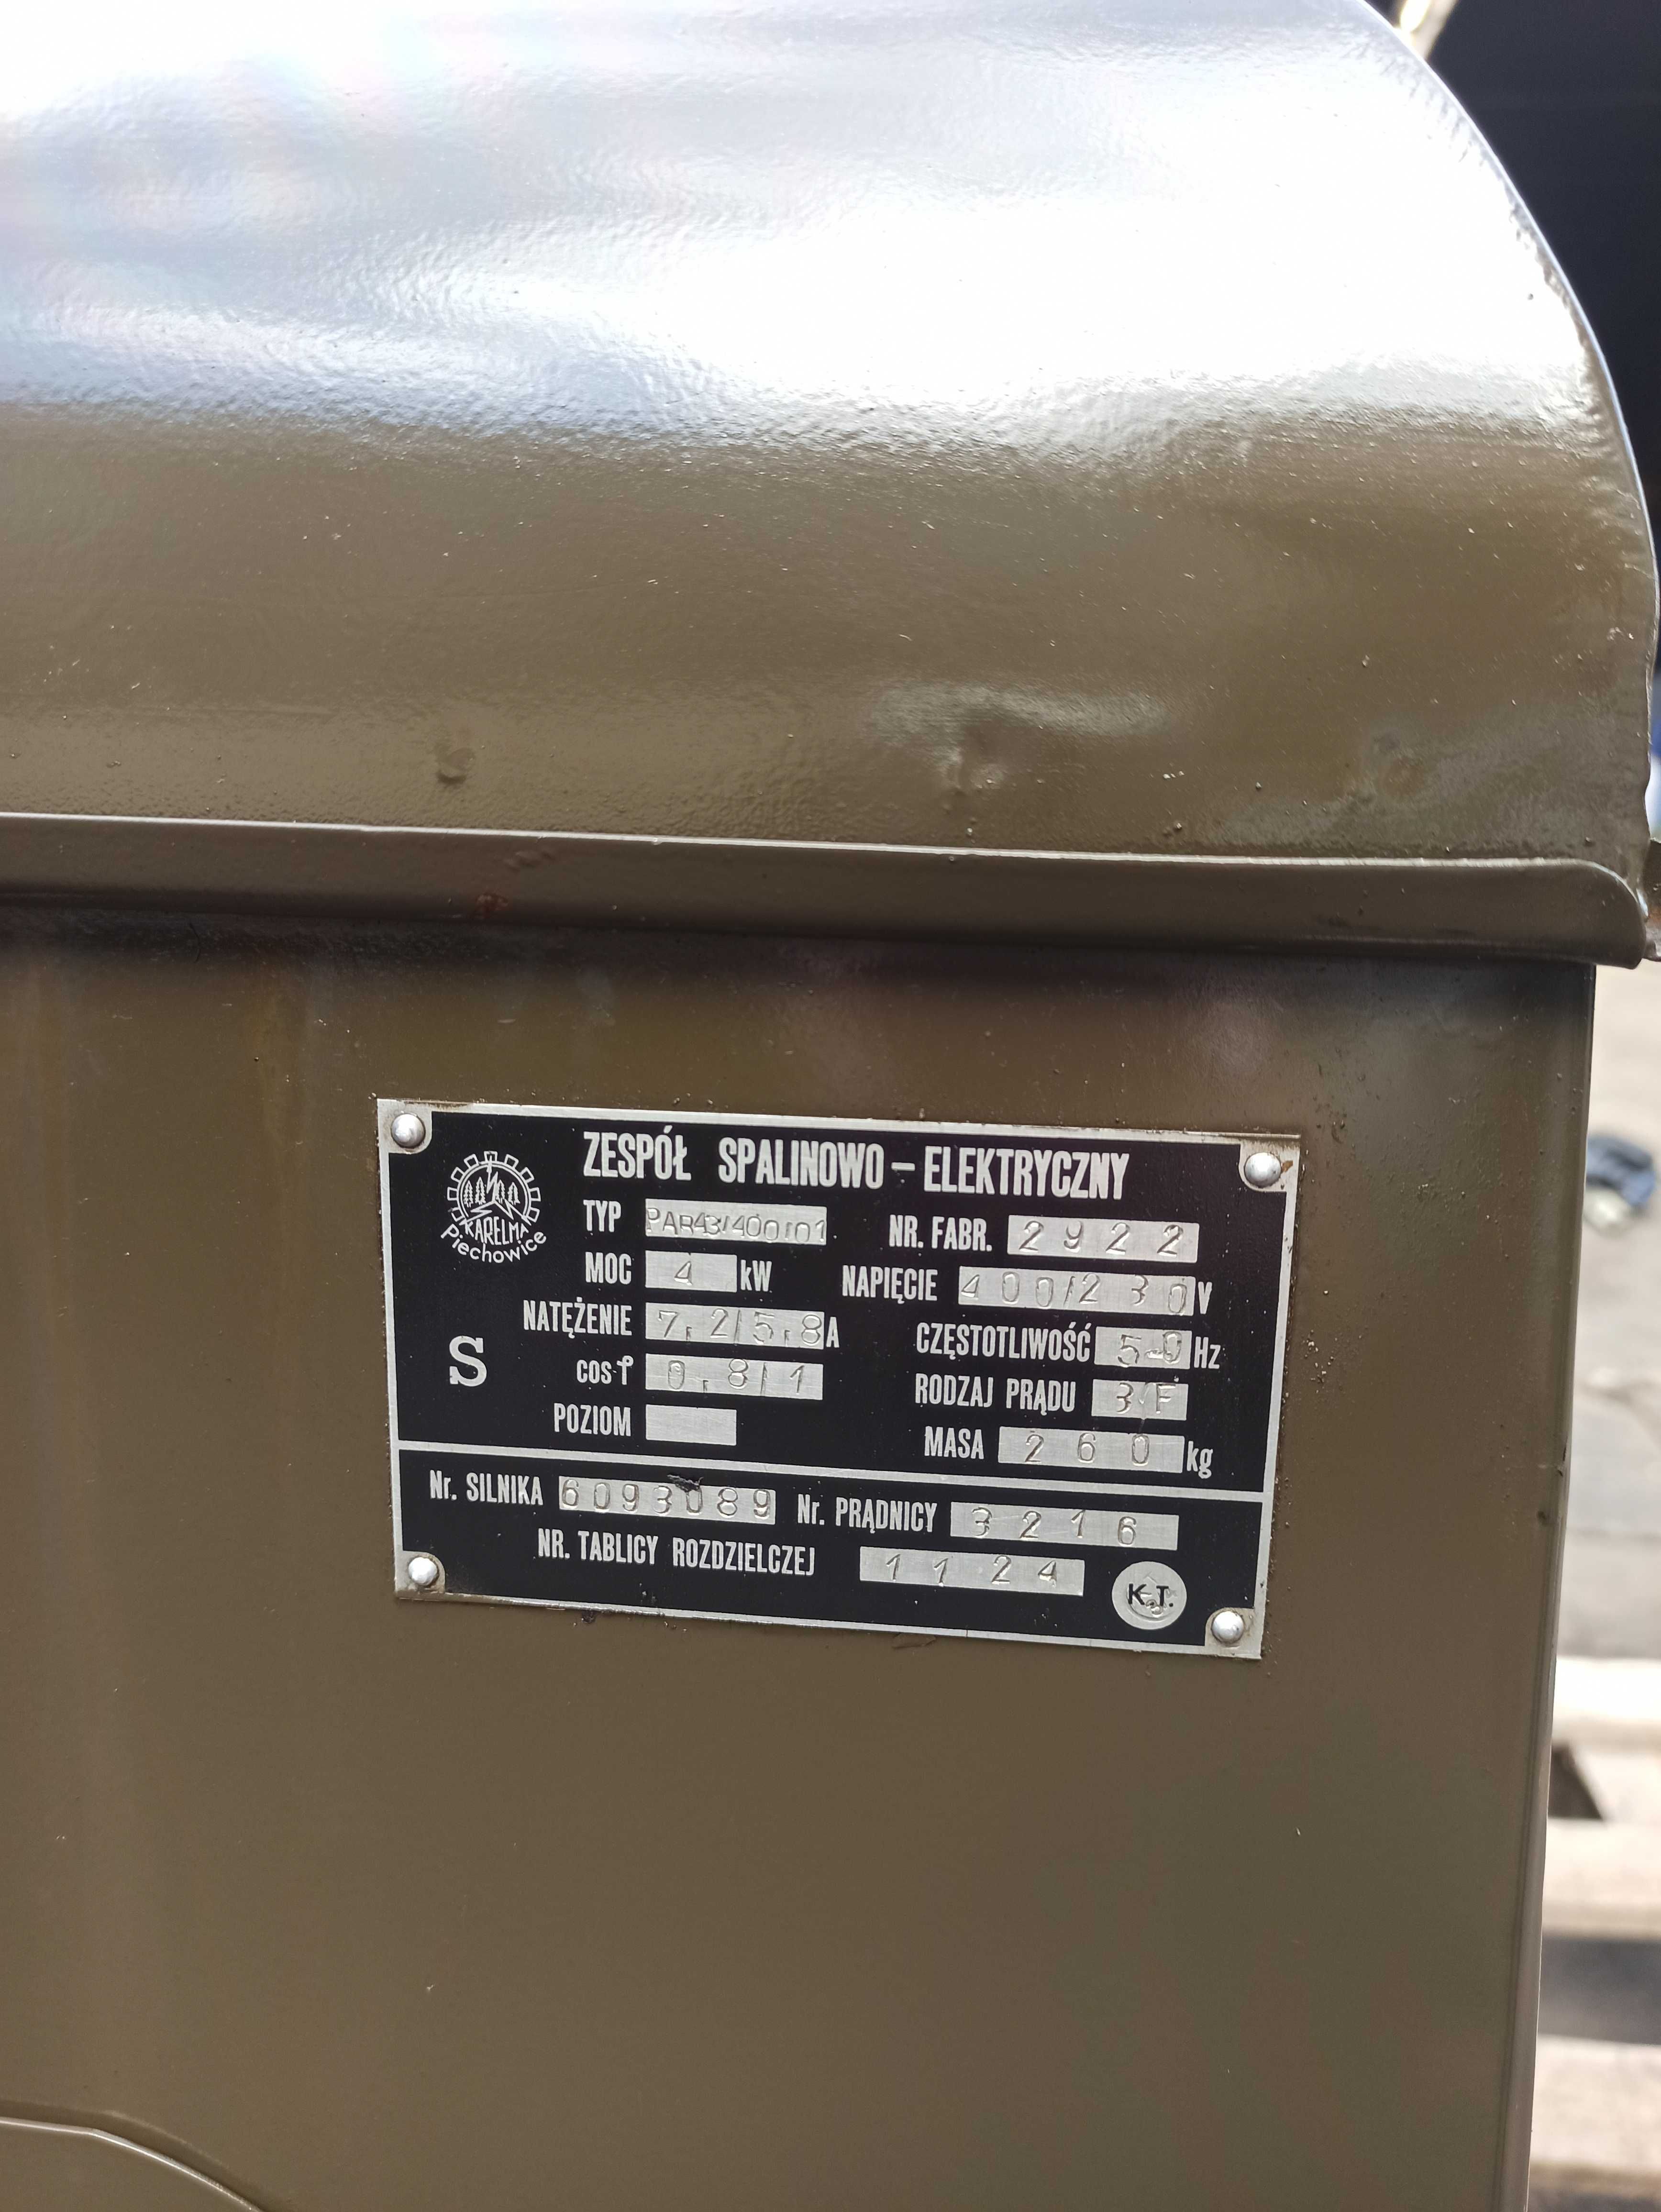 KARELMA
Piechowice
ZESPÓŁ SPALINOWO-ELEKTRYCZNY
TYP PAB43/400/01 NR. FABR. 2922
MOC 4 kW NAPIĘCIE 400/230 V
NATĘŻENIE 7,2/5,8 A CZĘSTOTLIWOŚĆ 50 Hz
S
cos φ 0,8/1 RODZAJ PRĄDU 3F
POZIOM MASA 260 kg
Nr. SILNIKA 6093089 Nr. PRĄDNICY 3216
NR. TABLICY ROZDZIELCZEJ 1124
K.T.